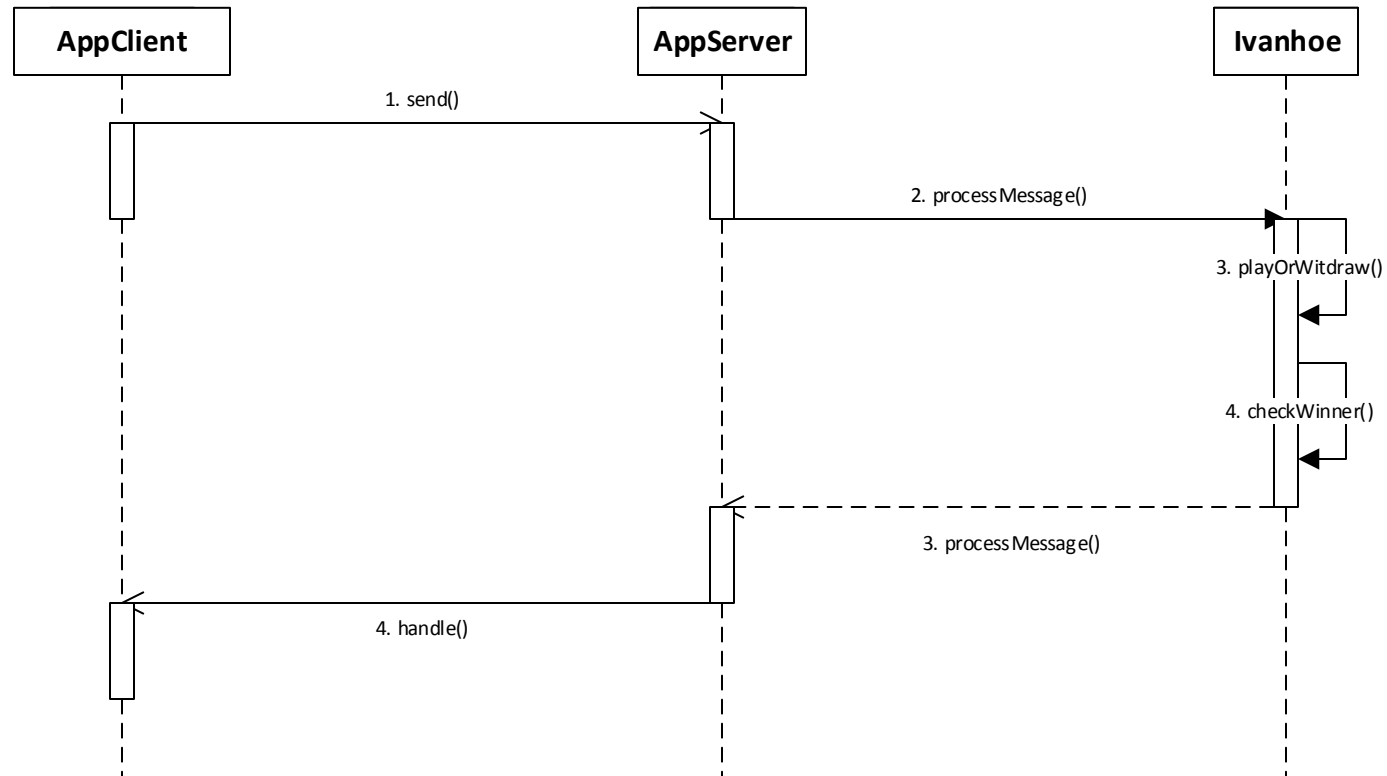 AppClient
AppServer
Ivanhoe
1. send()
2. processMessage()
3. playOrWitdraw()
4. checkWinner()
3. processMessage()
4. handle()